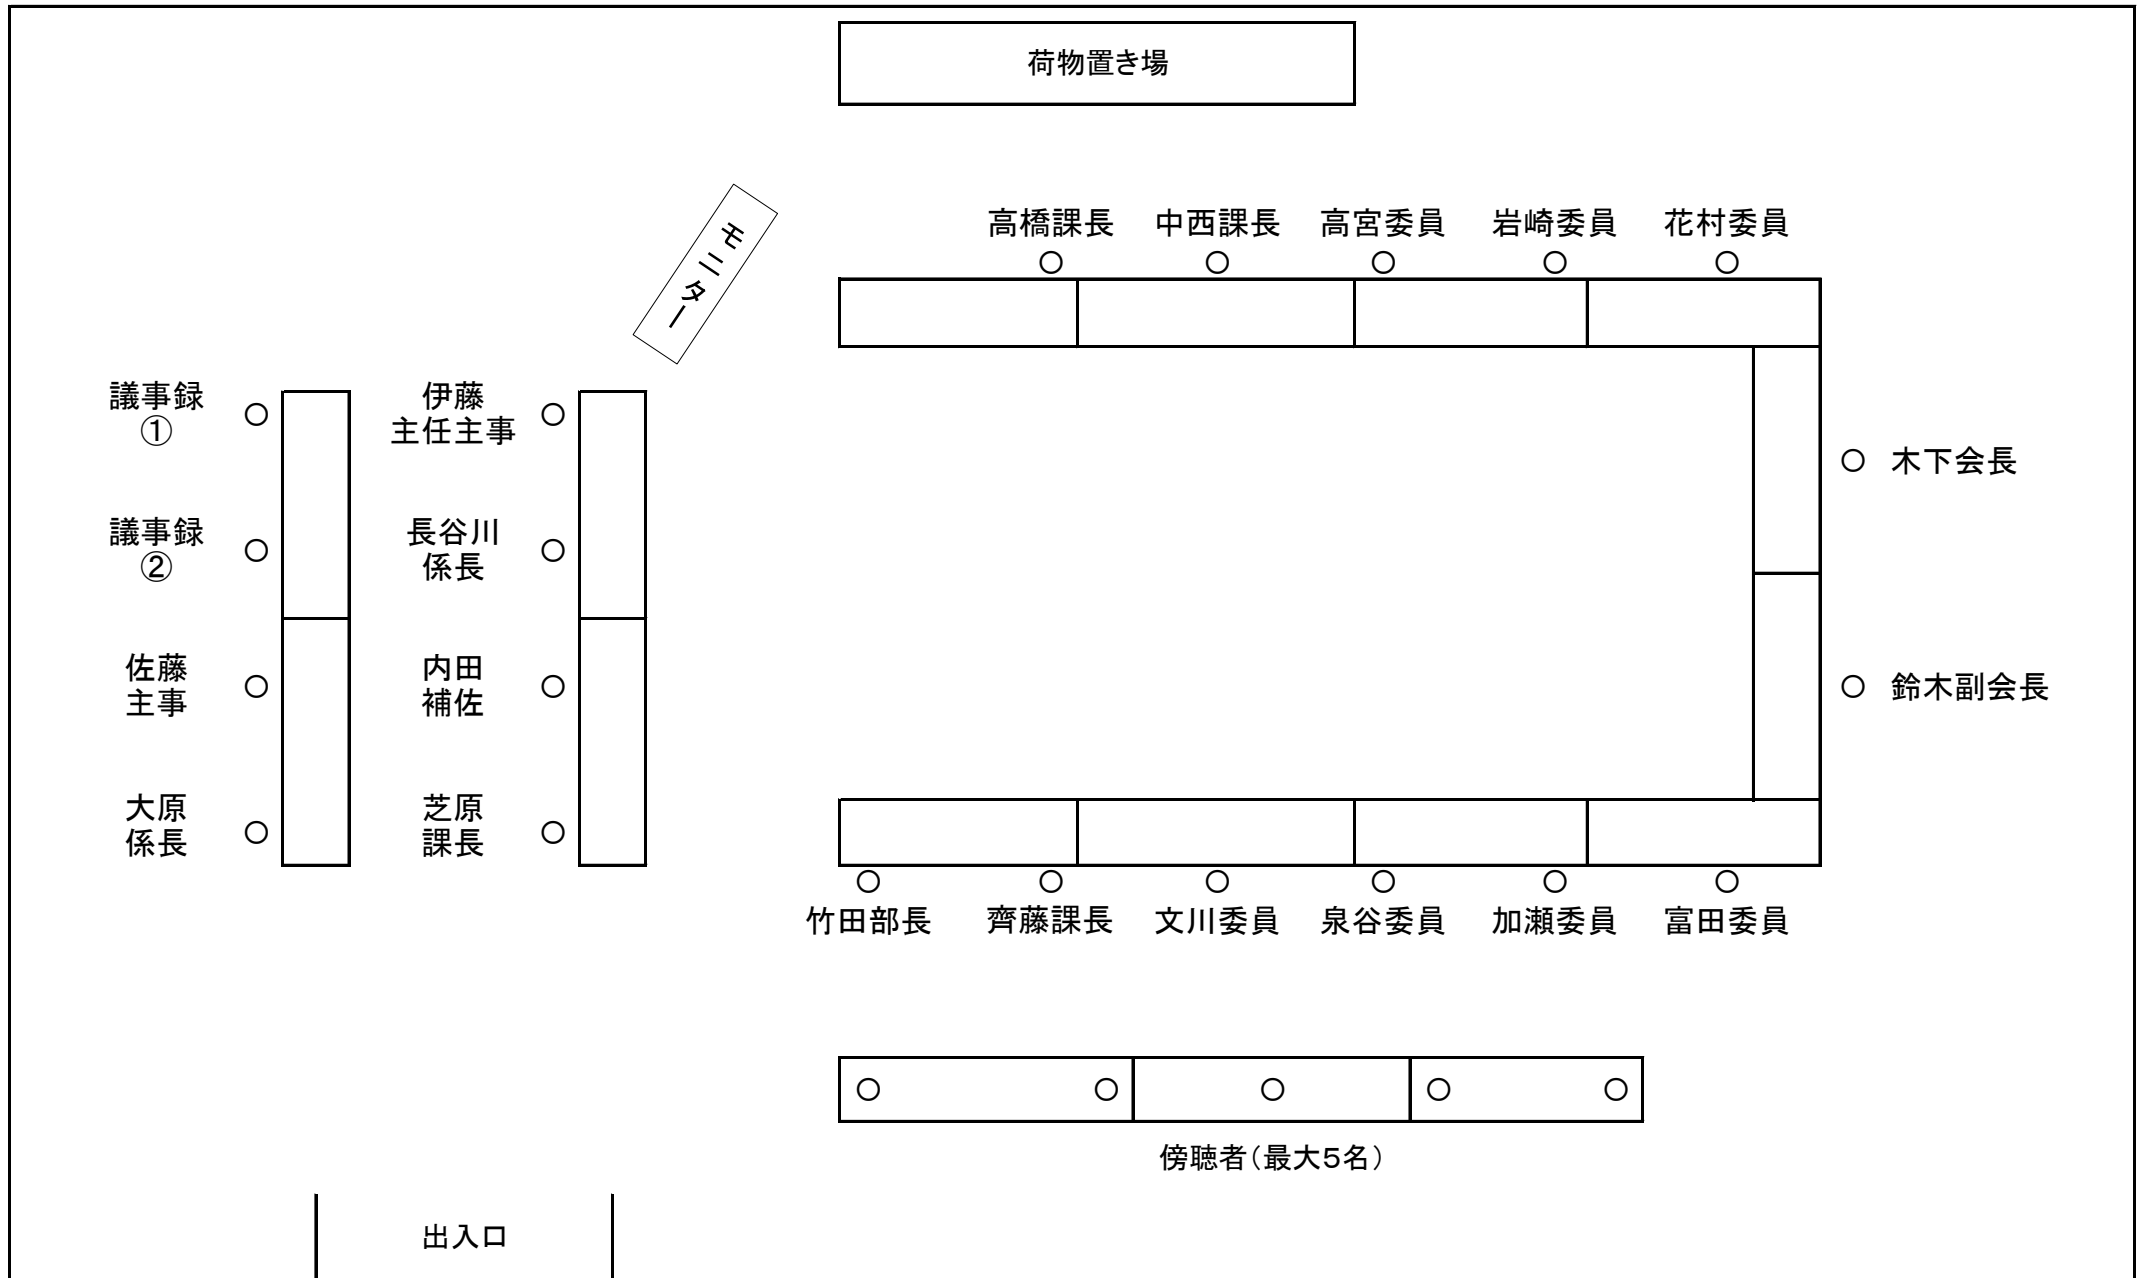 荷物置き場
モニター
高橋課長 中西課長 高宮委員 岩崎委員 花村委員
議事録
①
伊藤
主任主事
木下会長
議事録
②
長谷川
係長
佐藤
主事
内田
補佐
鈴木副会長
大原
係長
芝原
課長
竹田部長 齊藤課長 文川委員 泉谷委員 加瀬委員 富田委員
傍聴者（最大５名）
出入口